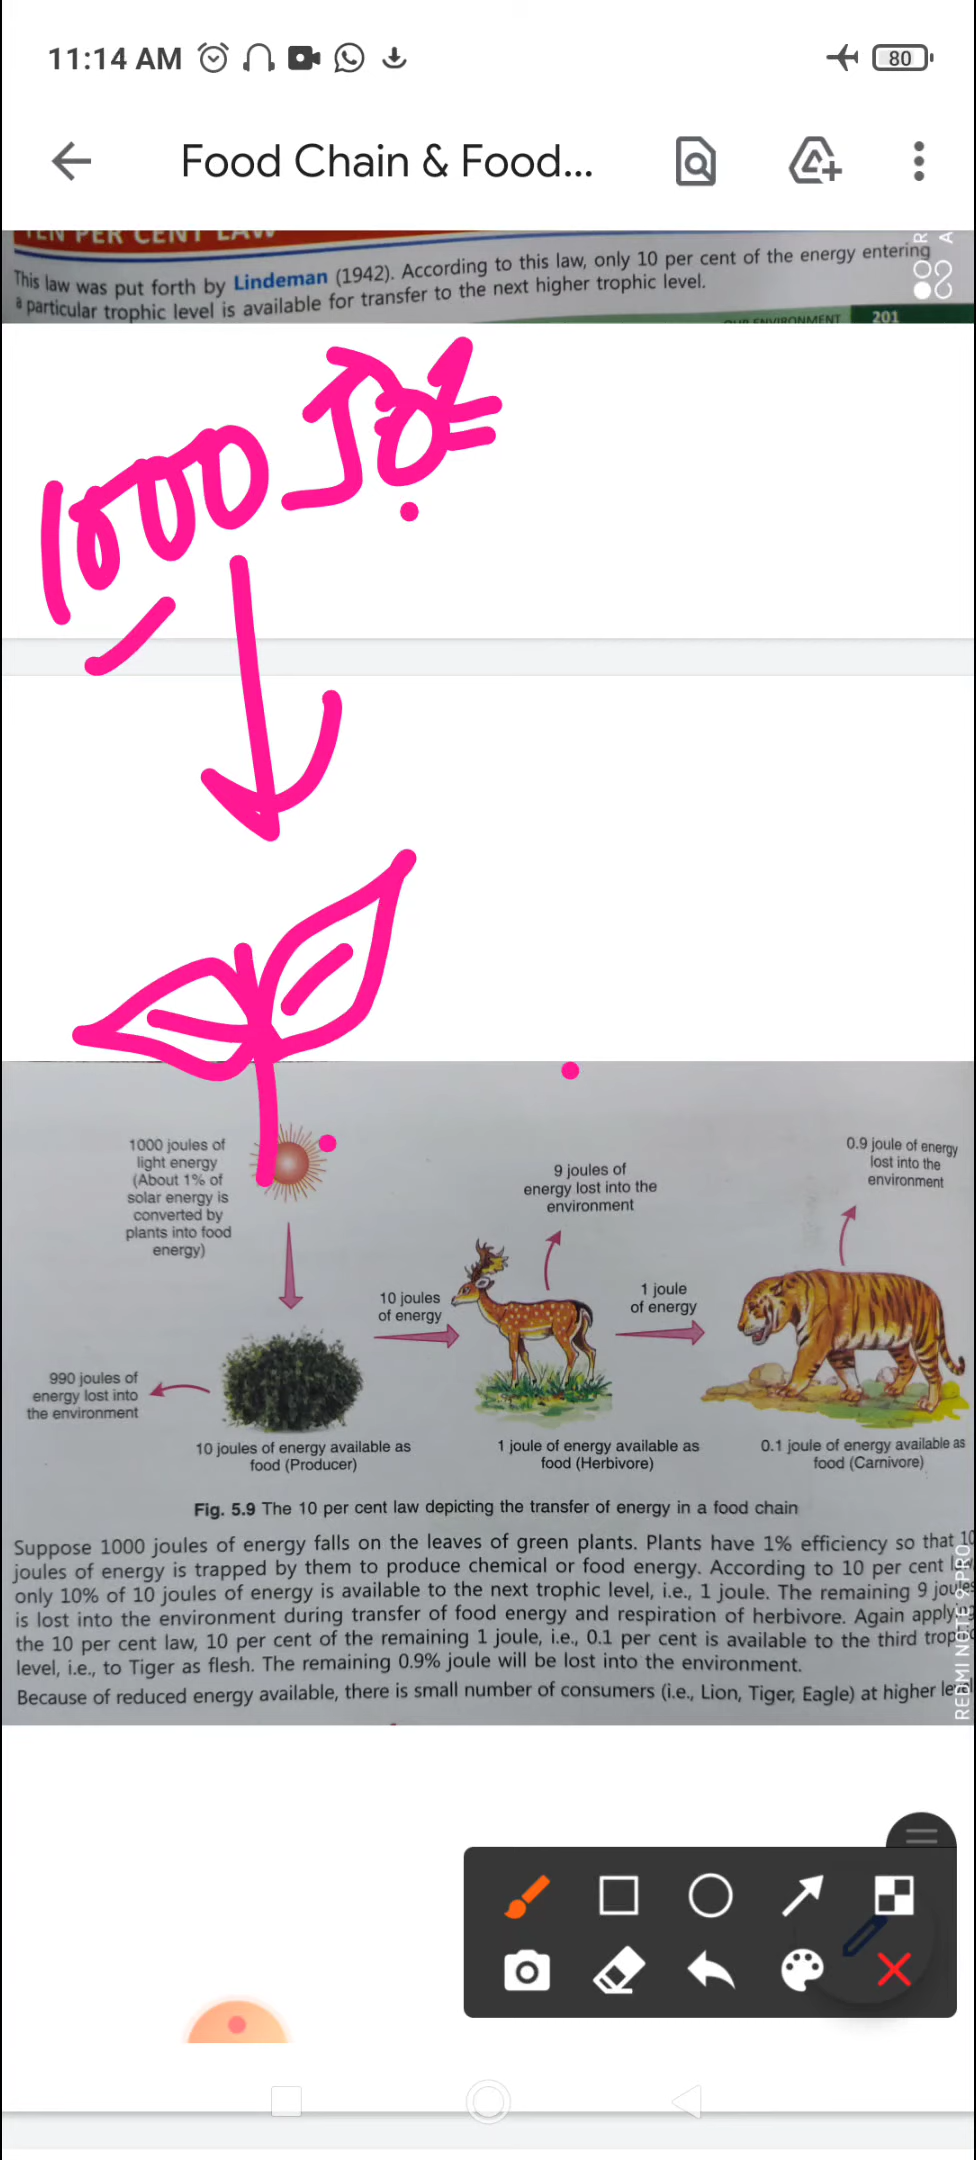 11:14 AM
80
Food Chain & Food...
TEN PER CENT LAW
This law was put forth by Lindeman (1942). According to this law, only 10 per cent of the energy entering
a particular trophic level is available for transfer to the next higher trophic level.
OUR ENVIRONMENT 201
1000
1000 joules of
light energy
(About 1% of
solar energy is
converted by
plants into food
energy)
990 joules of
energy lost into
the environment
10 joules of energy available as
food (Producer)
10 joules
of energy
9 joules of
energy lost into the
environment
1 joule of energy available as
food (Herbivore)
1 joule
of energy
0.9 joule of energy
lost into the
environment
0.1 joule of energy available as
food (Carnivore)
Fig. 5.9 The 10 per cent law depicting the transfer of energy in a food chain
Suppose 1000 joules of energy falls on the leaves of green plants. Plants have 1% efficiency so that 10
joules of energy is trapped by them to produce chemical or food energy. According to 10 per cent
only 10% of 10 joules of energy is available to the next trophic level, i.e., 1 joule. The remaining 9 joules
is lost into the environment during transfer of food energy and respiration of herbivore. Again
the 10 per cent law, 10 per cent of the remaining 1 joule, i.e., 0.1 per cent is available to the third
level, i.e., to Tiger as flesh. The remaining 0.9% joule will be lost into the environment.
Because of reduced energy available, there is small number of consumers (i.e., Lion, Tiger, Eagle) at higher
REDMI NOTE 9 PRO